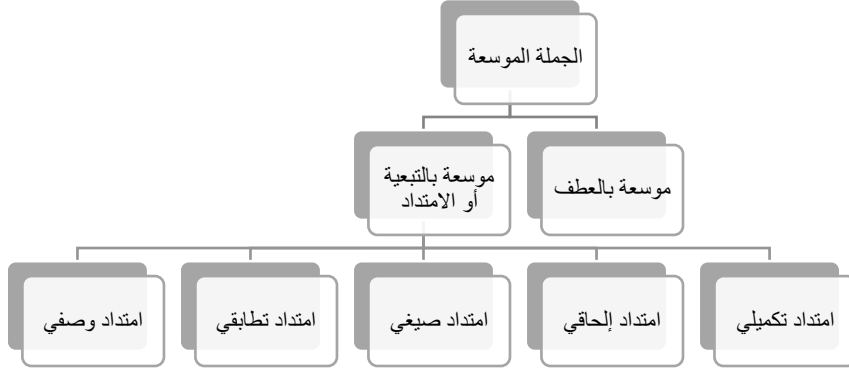 الجملة الموسعة
موسعة بالعطف
موسعة بالتبعية
أو الامتداد
امتداد تكميلي
امتداد إلحاقي
امتداد صيغي
امتداد تطابقي
امتداد وصفي